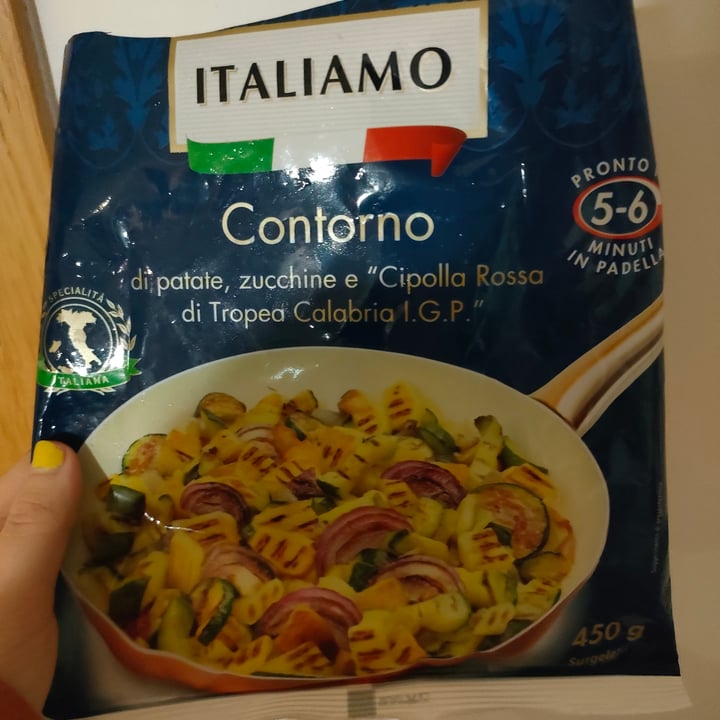 ITALIAMO
Contorno
di patate, zucchine e “Cipolla Rossa
di Tropea Calabria I.G.P.”
PRONTO
5-6
MINUTI
IN PADELLA
SPECIALITÀ
ITALIANA
450 g